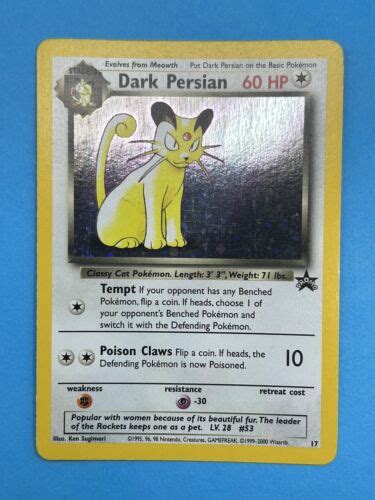 Evolves from Meowth Put Dark Persian on the Basic Pokémon
Dark Persian 60 HP
Classy Cat Pokémon. Length: 3' 3", Weight: 71 lbs.
Tempt If your opponent has any Benched
Pokémon, flip a coin. If heads, choose 1 of
your opponent's Benched Pokémon and
switch it with the Defending Pokémon.
Poison Claws Flip a coin. If heads, the
Defending Pokémon is now Poisoned.
10
weakness resistance retreat cost
-30
Popular with women because of its beautiful fur. The leader
of the Rockets keeps one as a pet. LV. 28 #53
Illus. Ken Sugimori ©1995, 96, 98 Nintendo, Creatures, GAMEFREAK. ©1999-2000 Wizards. 17